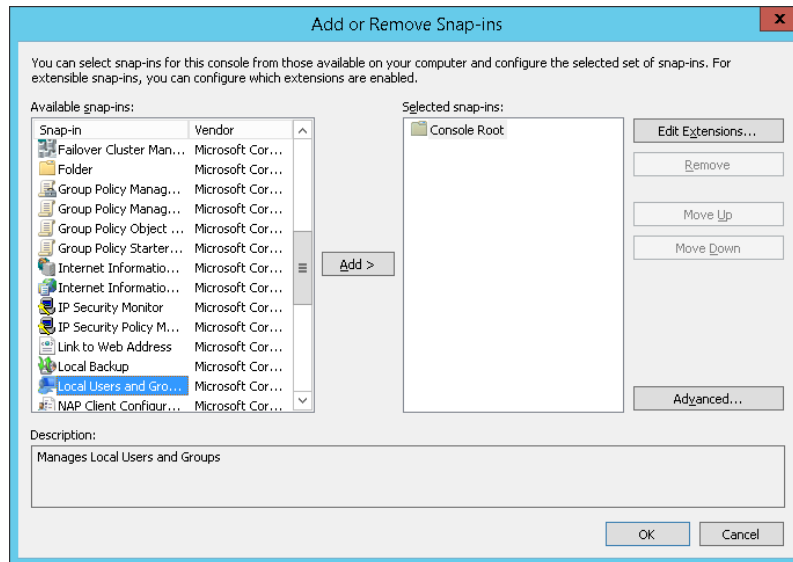 Add or Remove Snap-ins
x
You can select snap-ins for this console from those available on your computer and configure the selected set of snap-ins. For
extensible snap-ins, you can configure which extensions are enabled.
Available snap-ins:
Selected snap-ins:
Snap-in Vendor
Console Root
Edit Extensions...
Failover Cluster Man... Microsoft Cor...
Folder Microsoft Cor...
Remove
Group Policy Manag... Microsoft Cor...
Group Policy Manag... Microsoft Cor...
Move Up
Group Policy Object ... Microsoft Cor...
Group Policy Starter... Microsoft Cor...
Move Down
Internet Informatio... Microsoft Cor...
Add >
Internet Informatio... Microsoft Cor...
IP Security Monitor Microsoft Cor...
IP Security Policy M... Microsoft Cor...
Link to Web Address Microsoft Cor...
Local Backup Microsoft Cor...
Local Users and Gro... Microsoft Cor...
NAP Client Configur... Microsoft Cor...
Advanced...
Description:
Manages Local Users and Groups
OK
Cancel